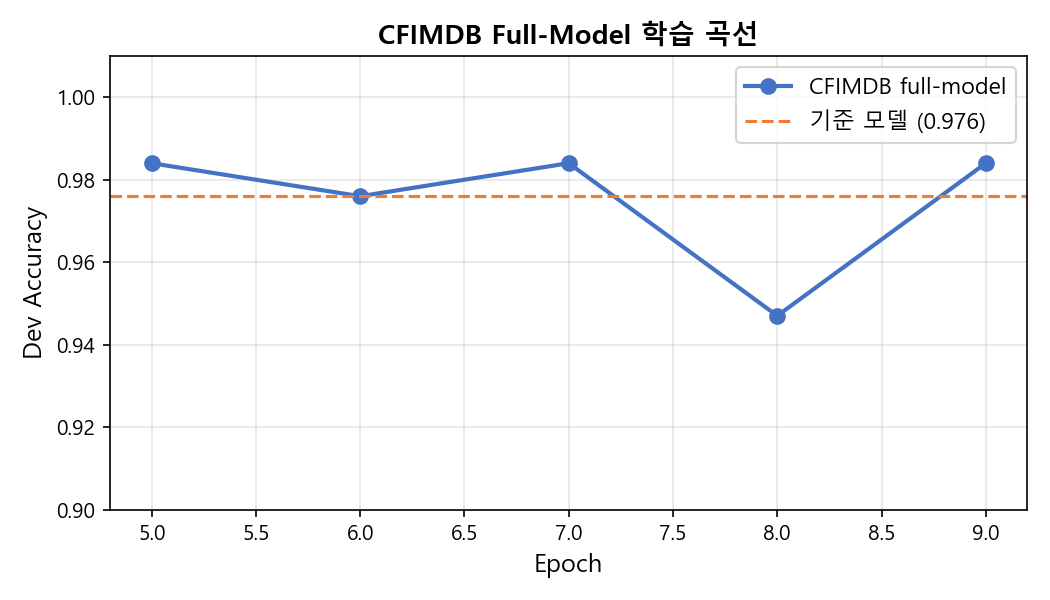 CFIMDB Full-Model 학습 곡선
CFIMDB full-model
기준 모델 (0.976)
Dev Accuracy
1.00
0.98
0.96
0.94
0.92
0.90
5.0 5.5 6.0 6.5 7.0 7.5 8.0 8.5 9.0
Epoch